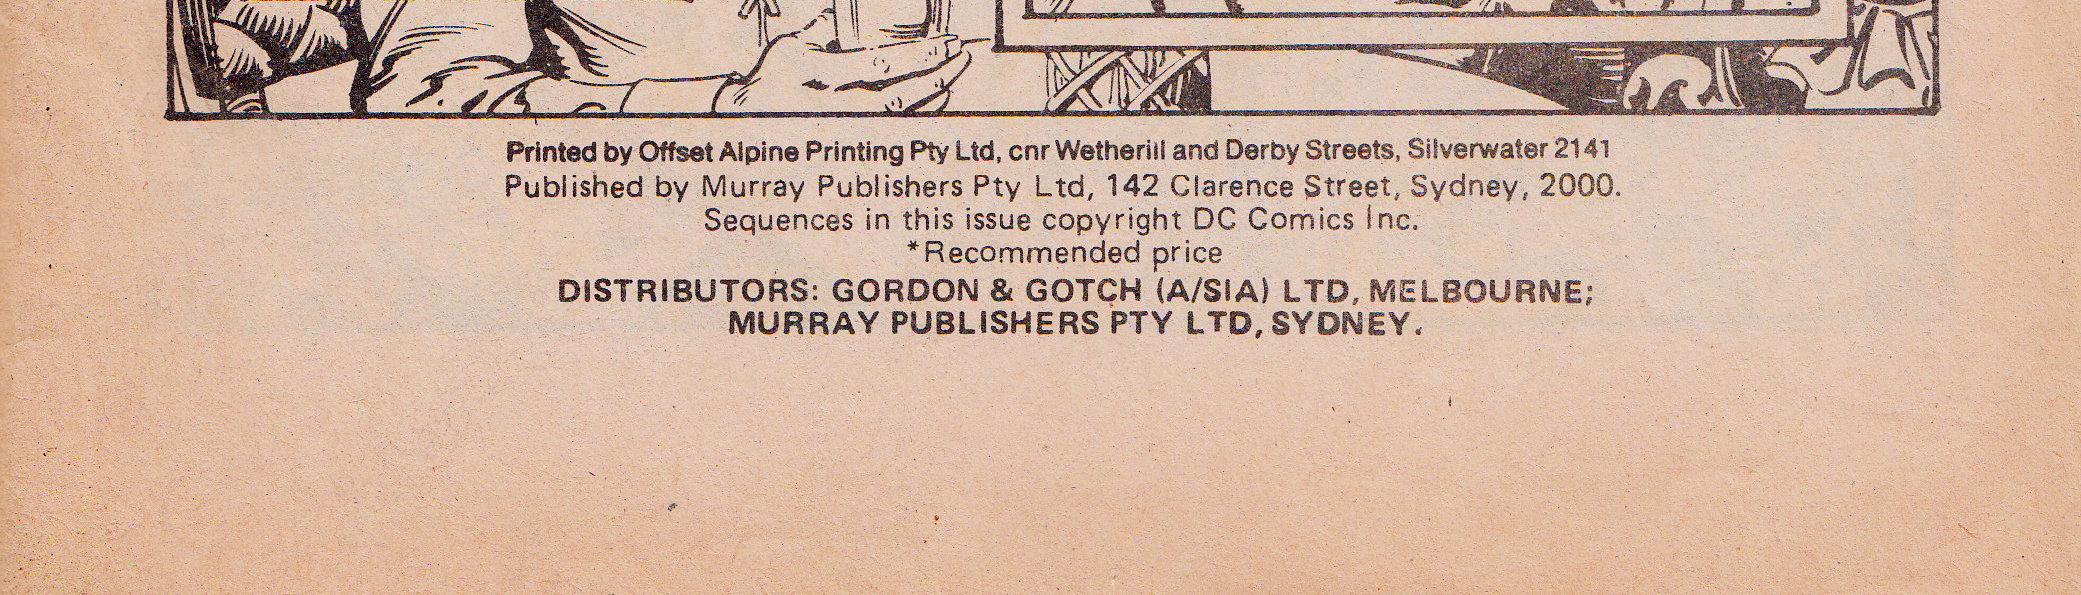 Printed by Offset Alpine Printing Pty Ltd, cnr Wetherill and Derby Streets, Silverwater 2141
Published by Murray Publishers Pty Ltd, 142 Clarence Street, Sydney, 2000.
Sequences in this issue copyright DC Comics Inc.
*Recommended price
DISTRIBUTORS: GORDON & GOTCH (A/SIA) LTD, MELBOURNE;
MURRAY PUBLISHERS PTY LTD, SYDNEY.